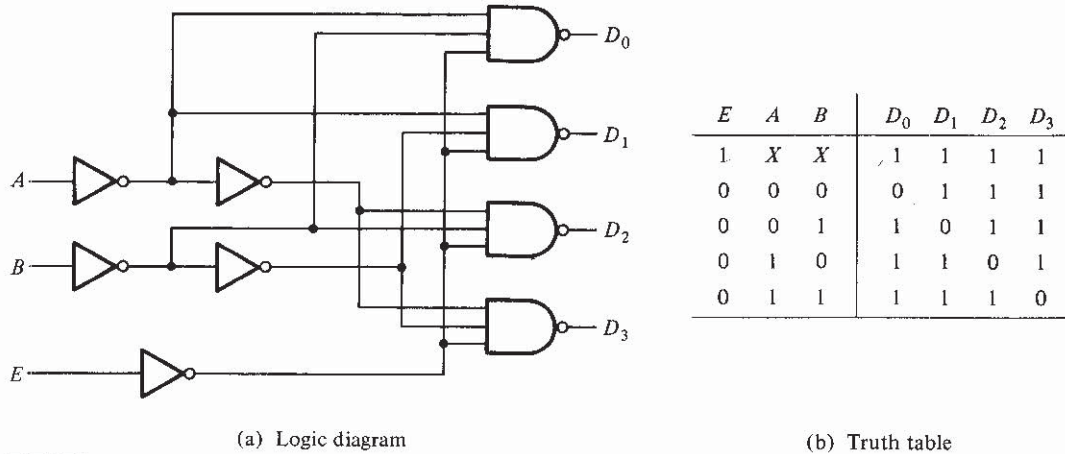 D0
D1
A
D2
B
D3
E
(a) Logic diagram
E A B D0 D1 D2 D3
1 X X 1 1 1 1
0 0 0 0 1 1 1
0 0 1 1 0 1 1
0 1 0 1 1 0 1
0 1 1 1 1 1 0
(b) Truth table